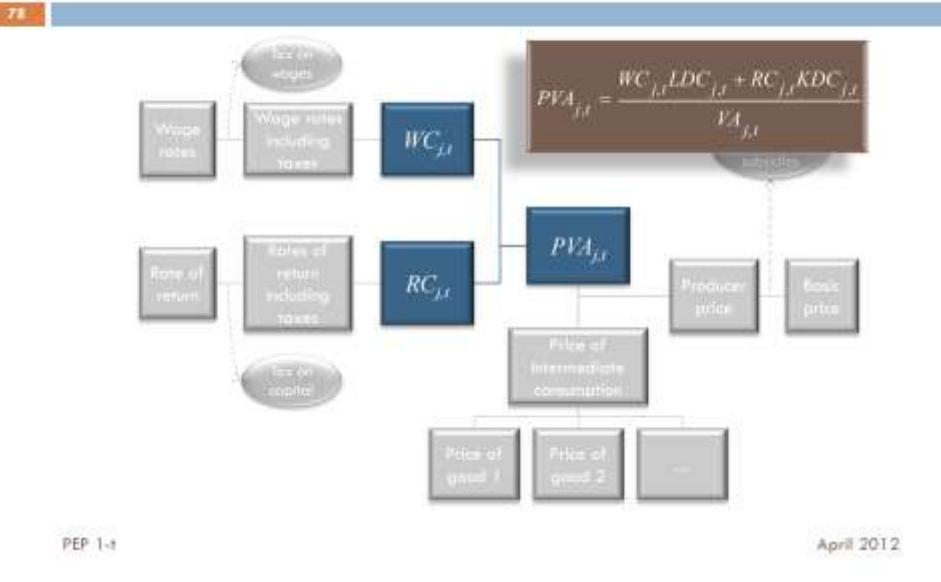 78
Tax on
wages
Wage
rates
Wage rates
including
taxes
WC_{j,t}
PVA_{j,t} = \frac{WC_{j,t}LDC_{j,t} + RC_{j,t}KDC_{j,t}}{VA_{j,t}}
subsidies
Rate of
return
Rates of
return
including
taxes
RC_{j,t}
PVA_{j,t}
Producer
price
Basic
price
Tax on
capital
Price of
intermediate
consumption
Price of
good 1
Price of
good 2
...
PEP 1-t
April 2012